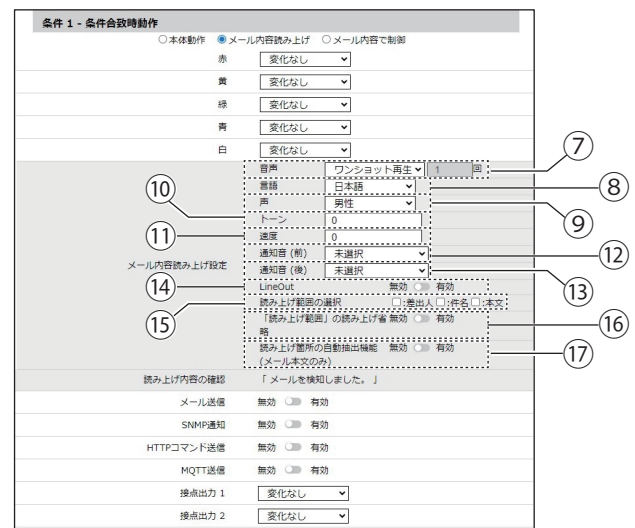 条件 1 - 条件合致時動作
本体動作 メール内容読み上げ メール内容で制御
赤 変化なし
黄 変化なし
緑 変化なし
青 変化なし
白 変化なし
音声 ワンショット再生 1 回 ⑦
言語 日本語 ⑧
声 男性 ⑨
⑩ トーン 0
⑪ 速度 0
通知音 (前) 未選択 ⑫
メール内容読み上げ設定
通知音 (後) 未選択 ⑬
⑭ LineOut 無効 有効
⑮ 読み上げ範囲の選択 :差出人 :件名 :本文
「読み上げ範囲」の読み上げ省 無効 有効 ⑯
略
読み上げ箇所の自動抽出機能 無効 有効 ⑰
(メール本文のみ)
読み上げ内容の確認 「 メールを検知しました。 」
メール送信 無効 有効
SNMP通知 無効 有効
HTTPコマンド送信 無効 有効
MQTT送信 無効 有効
接点出力 1 変化なし
接点出力 2 変化なし